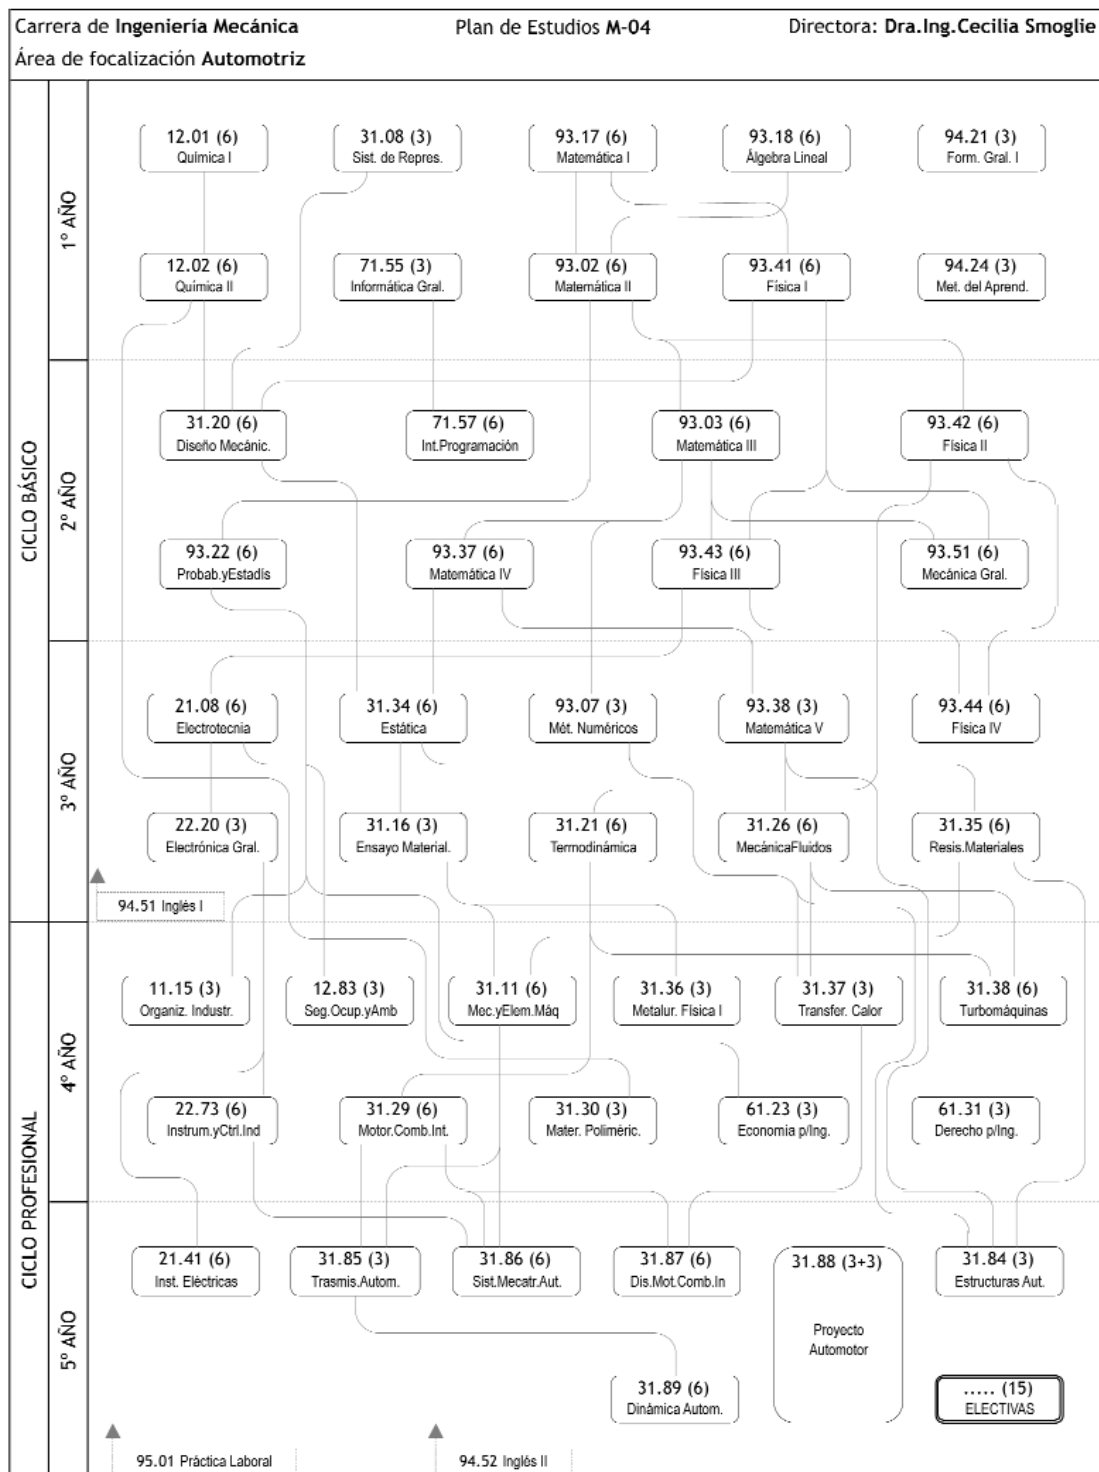 Carrera de Ingeniería Mecánica
Plan de Estudios M-04
Directora: Dra.Ing.Cecilia Smoglie
Área de focalización Automotriz
CICLO BÁSICO
1º AÑO
12.01 (6)
Química I
31.08 (3)
Sist. de Repres.
93.17 (6)
Matemática I
93.18 (6)
Álgebra Lineal
94.21 (3)
Form. Gral. I
12.02 (6)
Química II
71.55 (3)
Informática Gral.
93.02 (6)
Matemática II
93.41 (6)
Física I
94.24 (3)
Met. del Aprend.
2º AÑO
31.20 (6)
Diseño Mecánic.
71.57 (6)
Int.Programación
93.03 (6)
Matemática III
93.42 (6)
Física II
93.22 (6)
Probab.yEstadís
93.37 (6)
Matemática IV
93.43 (6)
Física III
93.51 (6)
Mecánica Gral.
3º AÑO
21.08 (6)
Electrotecnia
31.34 (6)
Estática
93.07 (3)
Mét. Numéricos
93.38 (3)
Matemática V
93.44 (6)
Física IV
22.20 (3)
Electrónica Gral.
31.16 (3)
Ensayo Material.
31.21 (6)
Termodinámica
31.26 (6)
MecánicaFluidos
31.35 (6)
Resis.Materiales
94.51 Inglés I
CICLO PROFESIONAL
4º AÑO
11.15 (3)
Organiz. Industr.
12.83 (3)
Seg.Ocup.yAmb
31.11 (6)
Mec.yElem.Máq
31.36 (3)
Metalur. Física I
31.37 (3)
Transfer. Calor
31.38 (6)
Turbomáquinas
22.73 (6)
Instrum.yCtrl.Ind
31.29 (6)
Motor.Comb.Int.
31.30 (3)
Mater. Poliméric.
61.23 (3)
Economía p/Ing.
61.31 (3)
Derecho p/Ing.
5º AÑO
21.41 (6)
Inst. Eléctricas
31.85 (3)
Trasmis.Autom.
31.86 (6)
Sist.Mecatr.Aut.
31.87 (6)
Dis.Mot.Comb.In
31.88 (3+3)
Proyecto
Automotor
31.84 (3)
Estructuras Aut.
31.89 (6)
Dinámica Autom.
..... (15)
ELECTIVAS
95.01 Práctica Laboral
94.52 Inglés II